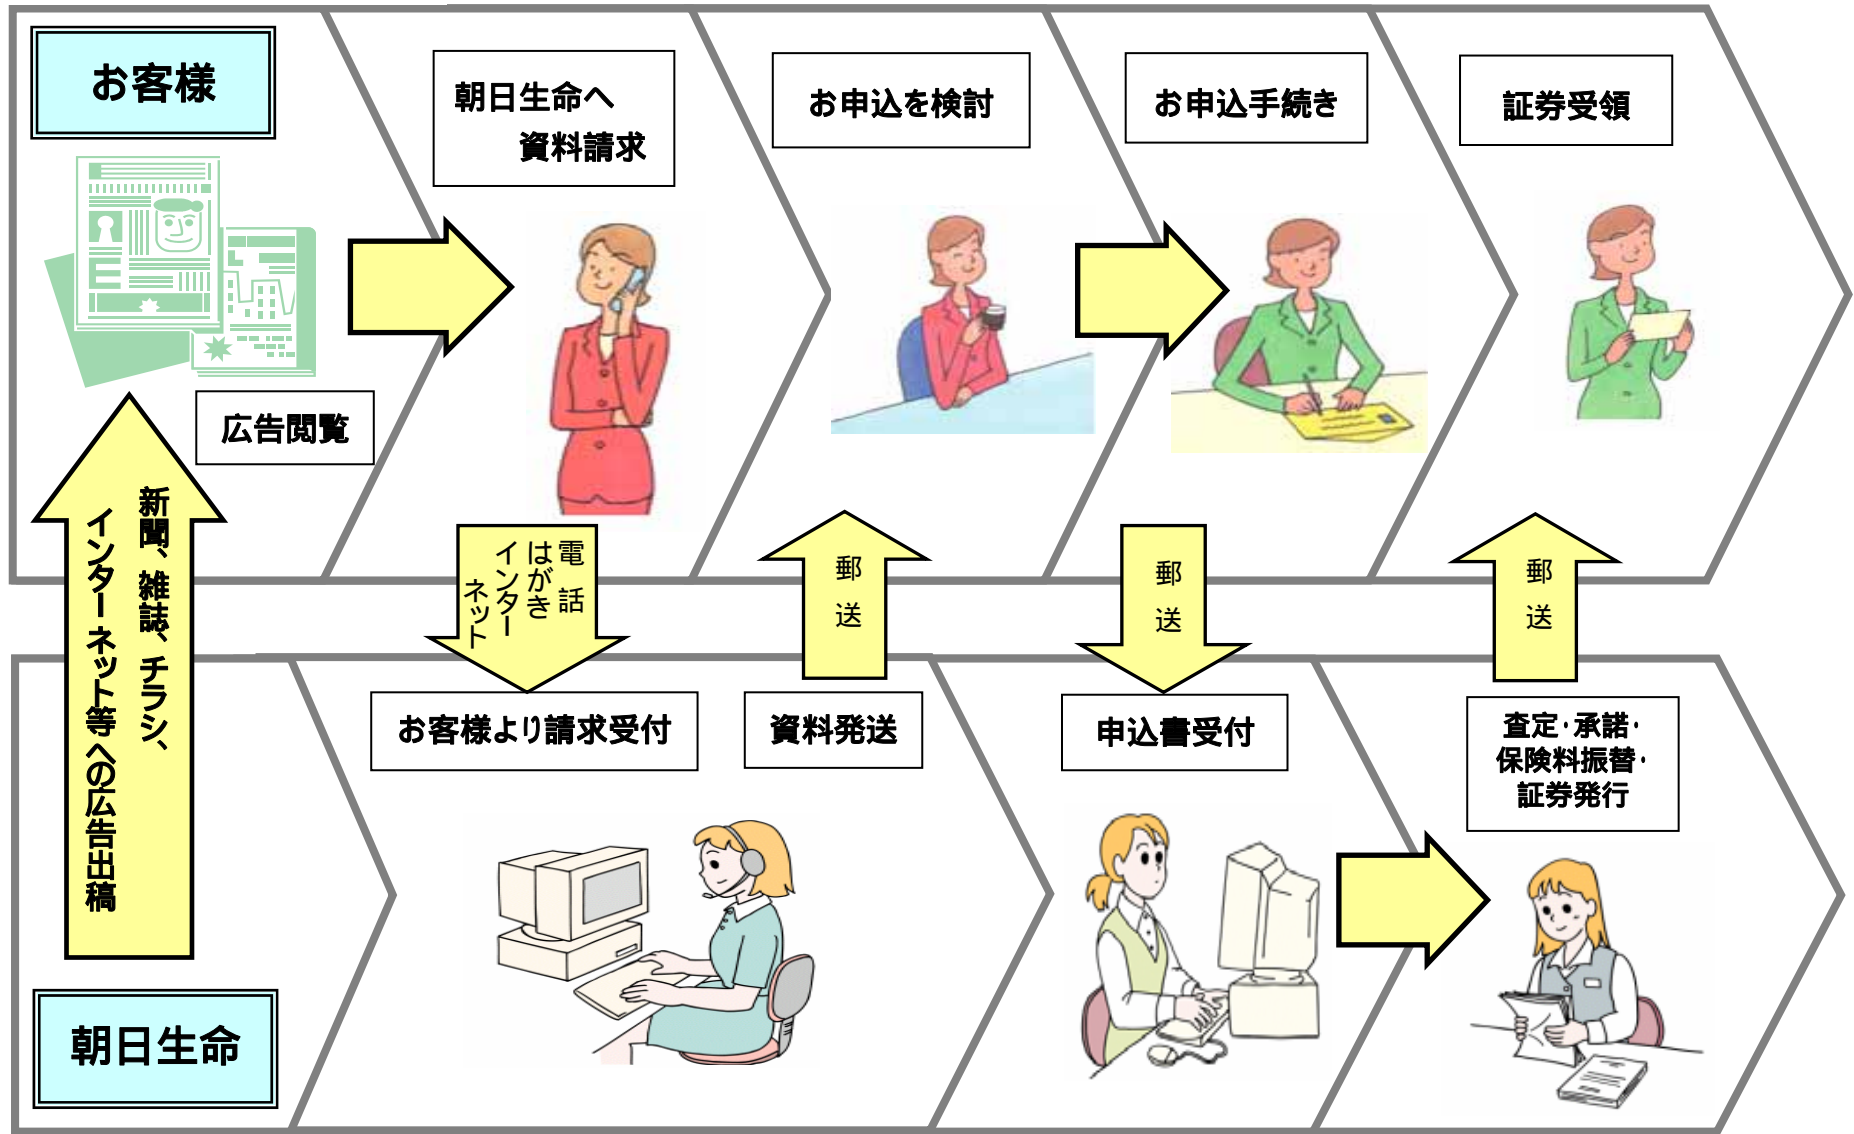 お客様
朝日生命へ
資料請求
お申込を検討
お申込手続き
証券受領
広告閲覧
新聞、雑誌、チラシ、
インターネット等への広告出稿
電話
はがき
インター
ネット
郵送
郵送
郵送
お客様より請求受付
資料発送
申込書受付
査定・承諾・
保険料振替・
証券発行
朝日生命